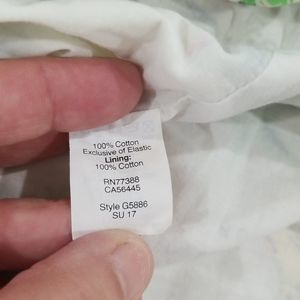 100% Cotton
Exclusive of Elastic
Lining:
100% Cotton
RN77388
CA56445
Style G5886
SU 17